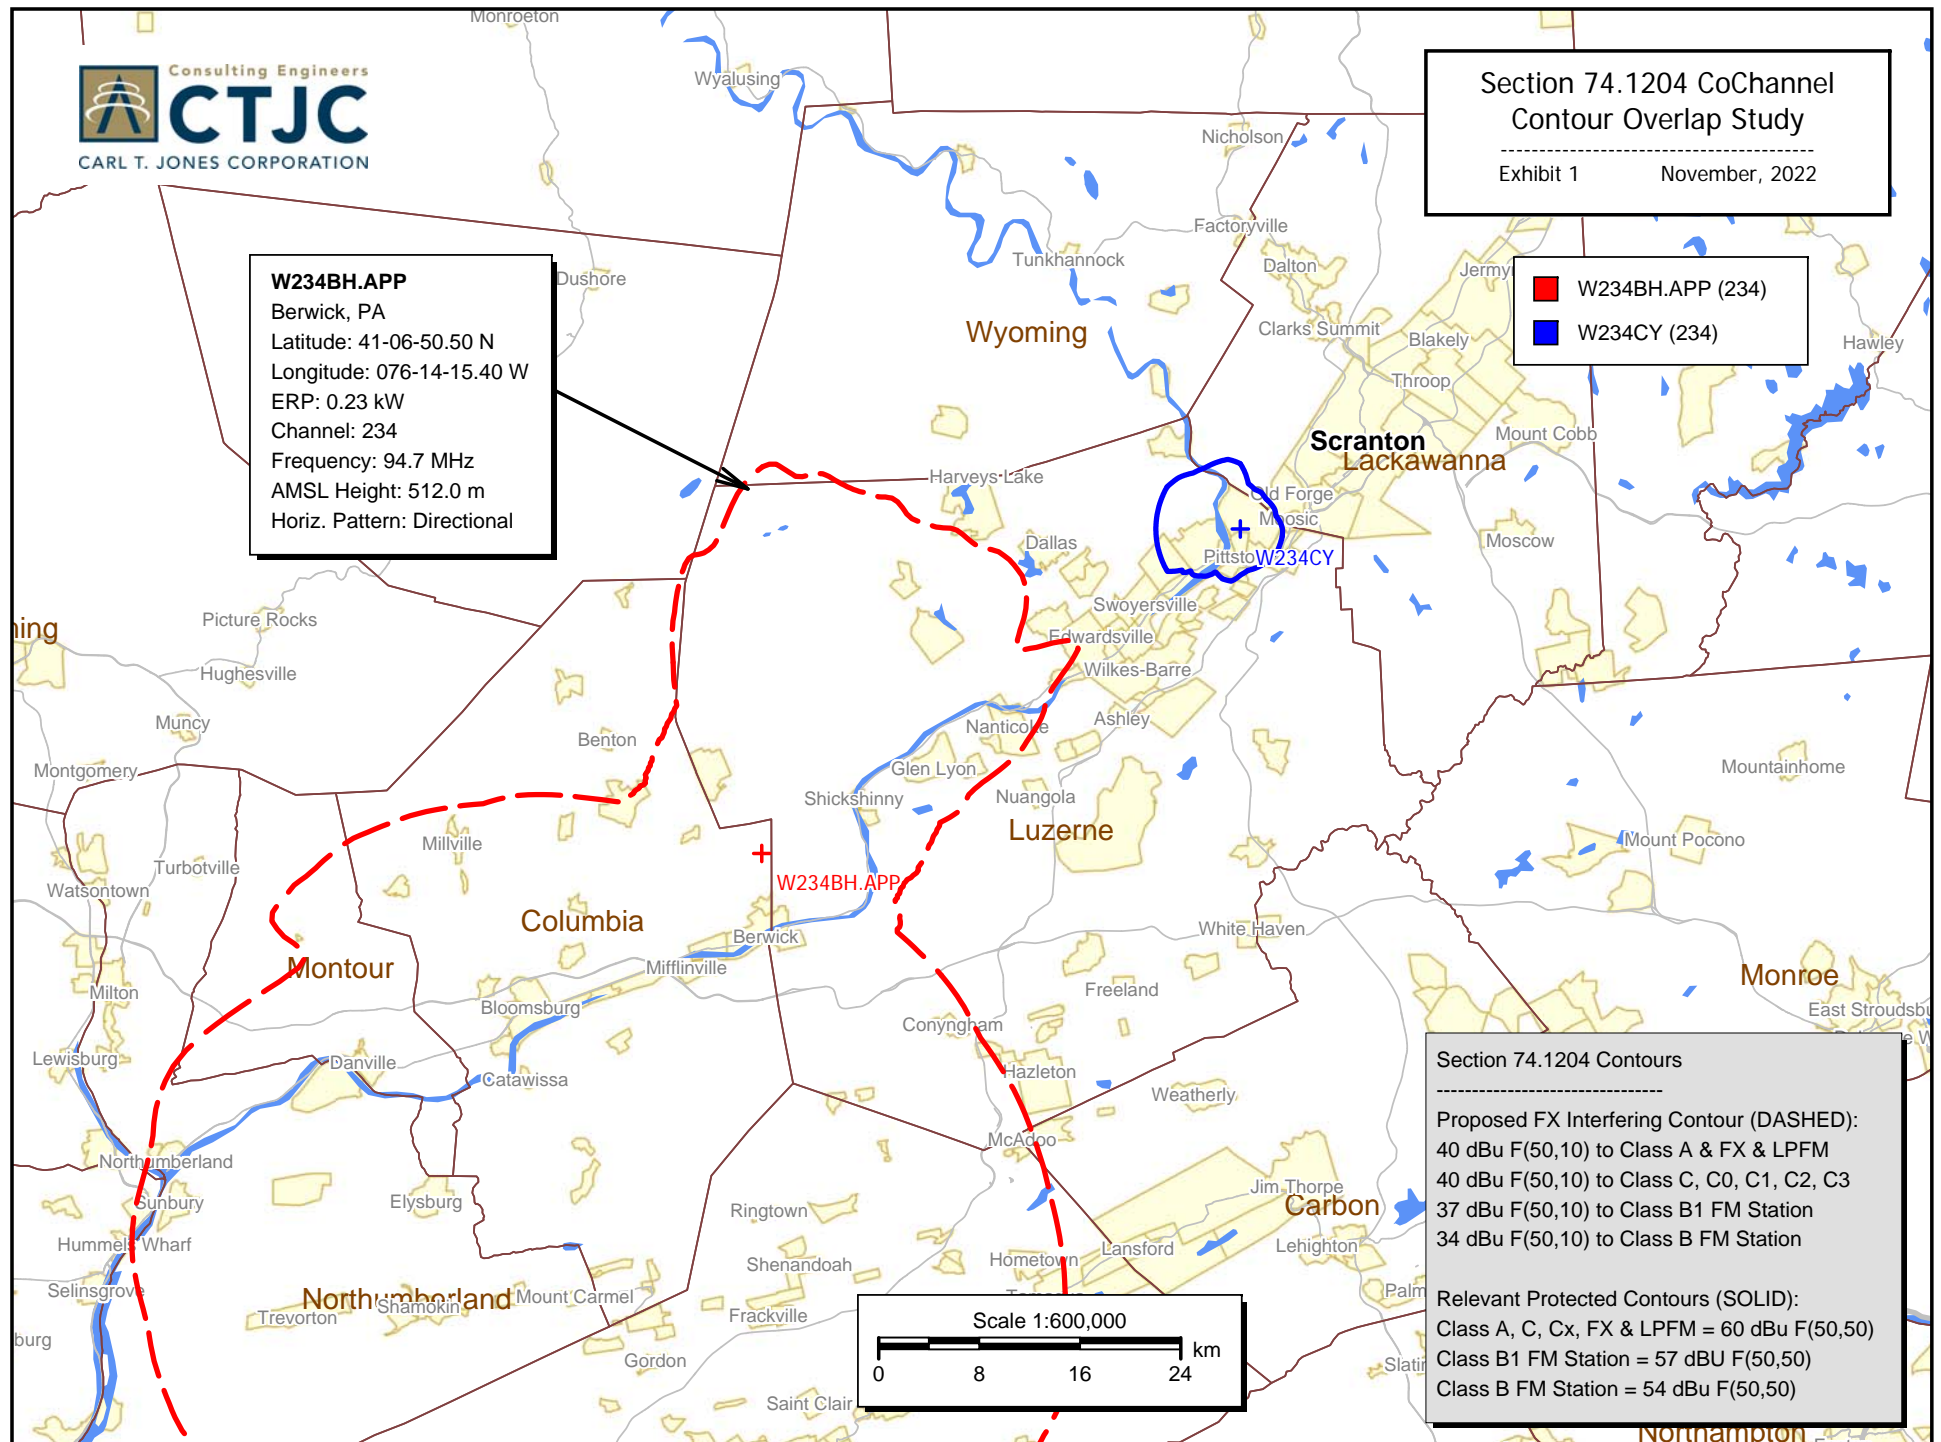 Monroeton
Consulting Engineers
CTJC
CARL T. JONES CORPORATION
Wyalusing
Section 74.1204 CoChannel
Contour Overlap Study
Exhibit 1 November, 2022
Nicholson
Factoryville
Tunkhannock
Dalton
W234BH.APP
Berwick, PA
Latitude: 41-06-50.50 N
Longitude: 076-14-15.40 W
ERP: 0.23 kW
Channel: 234
Frequency: 94.7 MHz
AMSL Height: 512.0 m
Horiz. Pattern: Directional
Dushore
Jermy
W234BH.APP (234)
W234CY (234)
Wyoming
Clarks Summit
Blakely
Hawley
Throop
Scranton
Mount Cobb
Lackawanna
Harveys Lake
Old Forge
Moosic
Dallas
Moscow
Pittsto
W234CY
Picture Rocks
Swoyersville
ning
Edwardsville
Hughesville
Wilkes-Barre
Muncy
Nanticoke
Ashley
Benton
Montgomery
Glen Lyon
Mountainhome
Shickshinny
Nuangola
Luzerne
Millville
Mount Pocono
Turbotville
Watsontown
W234BH.APP
Columbia
White Haven
Berwick
Montour
Mifflinville
Monroe
Milton
Freeland
Bloomsburg
East Stroudsbu
Conyngham
Lewisburg
Danville
Catawissa
Hazleton
Weatherly
Section 74.1204 Contours
--------------------------------
Proposed FX Interfering Contour (DASHED):
40 dBu F(50,10) to Class A & FX & LPFM
40 dBu F(50,10) to Class C, C0, C1, C2, C3
37 dBu F(50,10) to Class B1 FM Station
34 dBu F(50,10) to Class B FM Station
Relevant Protected Contours (SOLID):
Class A, C, Cx, FX & LPFM = 60 dBu F(50,50)
Class B1 FM Station = 57 dBU F(50,50)
Class B FM Station = 54 dBu F(50,50)
McAdoo
Northumberland
Jim Thorpe
Sunbury
Elysburg
Carbon
Ringtown
Hummels Wharf
Lansford
Lehighton
Hometown
Shenandoah
Selinsgrove
Palm
Northumberland
Shamokin
Mount Carmel
Trevorton
Frackville
burg
Scale 1:600,000
km
0 8 16 24
Gordon
Slatin
Saint Clair
Northampton